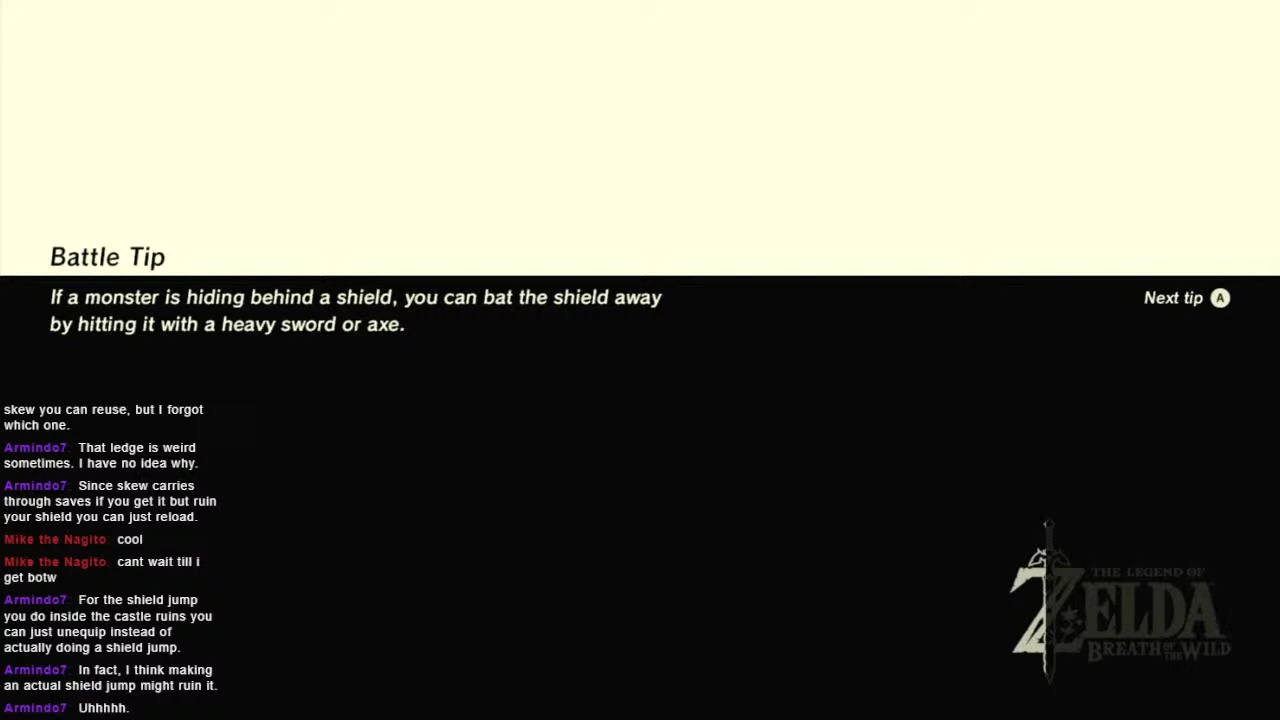 Battle Tip
If a monster is hiding behind a shield, you can bat the shield away
by hitting it with a heavy sword or axe.
Next tip A
skew you can reuse, but I forgot
which one.
Armindo7: That ledge is weird
sometimes. I have no idea why.
Armindo7: Since skew carries
through saves if you get it but ruin
your shield you can just reload.
Mike the Nagito: cool
Mike the Nagito: cant wait till i
get botw
Armindo7: For the shield jump
you do inside the castle ruins you
can just unequip instead of
actually doing a shield jump.
Armindo7: In fact, I think making
an actual shield jump might ruin it.
Armindo7: Uhhhhh.
THE LEGEND OF
ZELDA
BREATH OF THE WILD